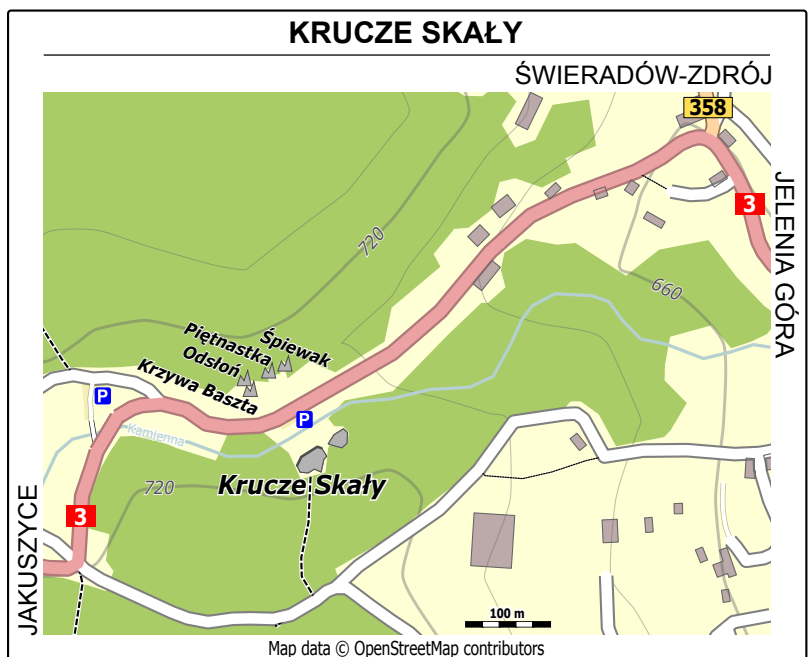 KRUCZE SKAŁY
ŚWIERADÓW-ZDRÓJ
358
JELENIA GÓRA
3
720
660
Śpiewak
Piętnastka
Odsłoń
Krzywa Baszta
P
P
Kamienna
Krucze Skały
720
3
JAKUSZYCE
100 m
Map data © OpenStreetMap contributors